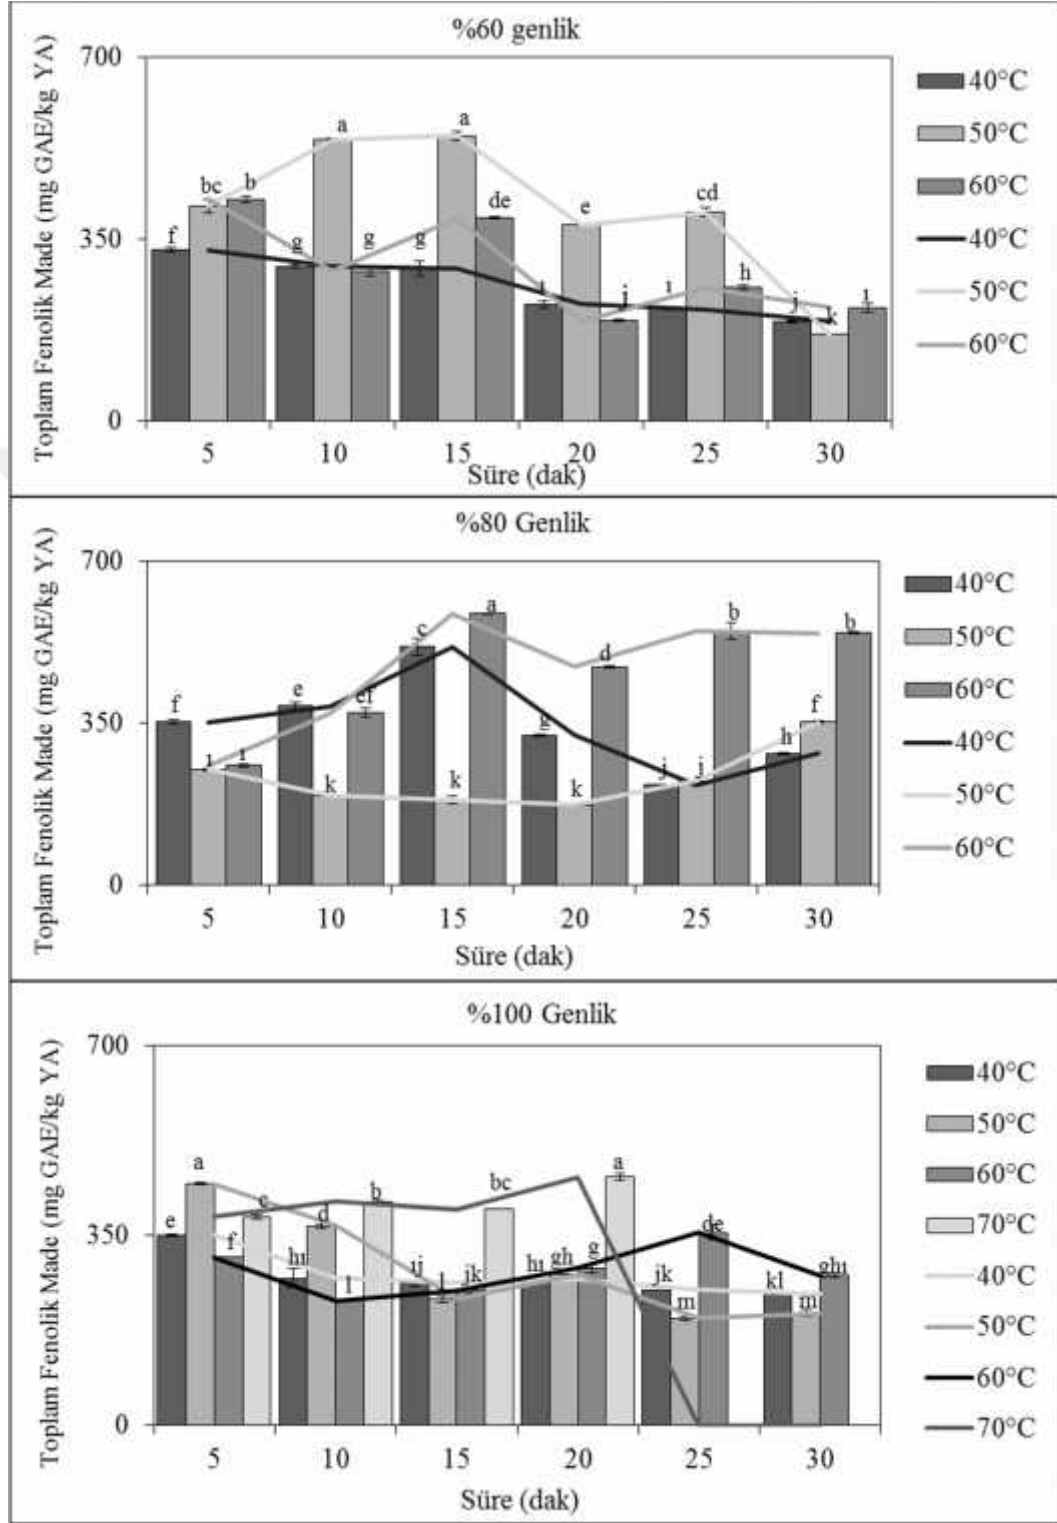 %60 genlik
Toplam Fenolik Made (mg GAE/kg YA)
700
350
0
f
bc
b
g
a
g
g
a
de
ı
e
j
ı
cd
h
j
k
ı
5 10 15 20 25 30
Süre (dak)
40°C
50°C
60°C
40°C
50°C
60°C
%80 Genlik
Toplam Fenolik Made (mg GAE/kg YA)
700
350
0
f
ı
ı
e
k
ef
c
k
a
g
k
d
j
j
b
h
f
b
5 10 15 20 25 30
Süre (dak)
40°C
50°C
60°C
40°C
50°C
60°C
%100 Genlik
Toplam Fenolik Made (mg GAE/kg YA)
700
350
0
e
a
f
c
hı
d
l
b
ıj
l
jk
bc
hı
gh
g
a
jk
m
de
kl
m
ghı
5 10 15 20 25 30
Süre (dak)
40°C
50°C
60°C
70°C
40°C
50°C
60°C
70°C